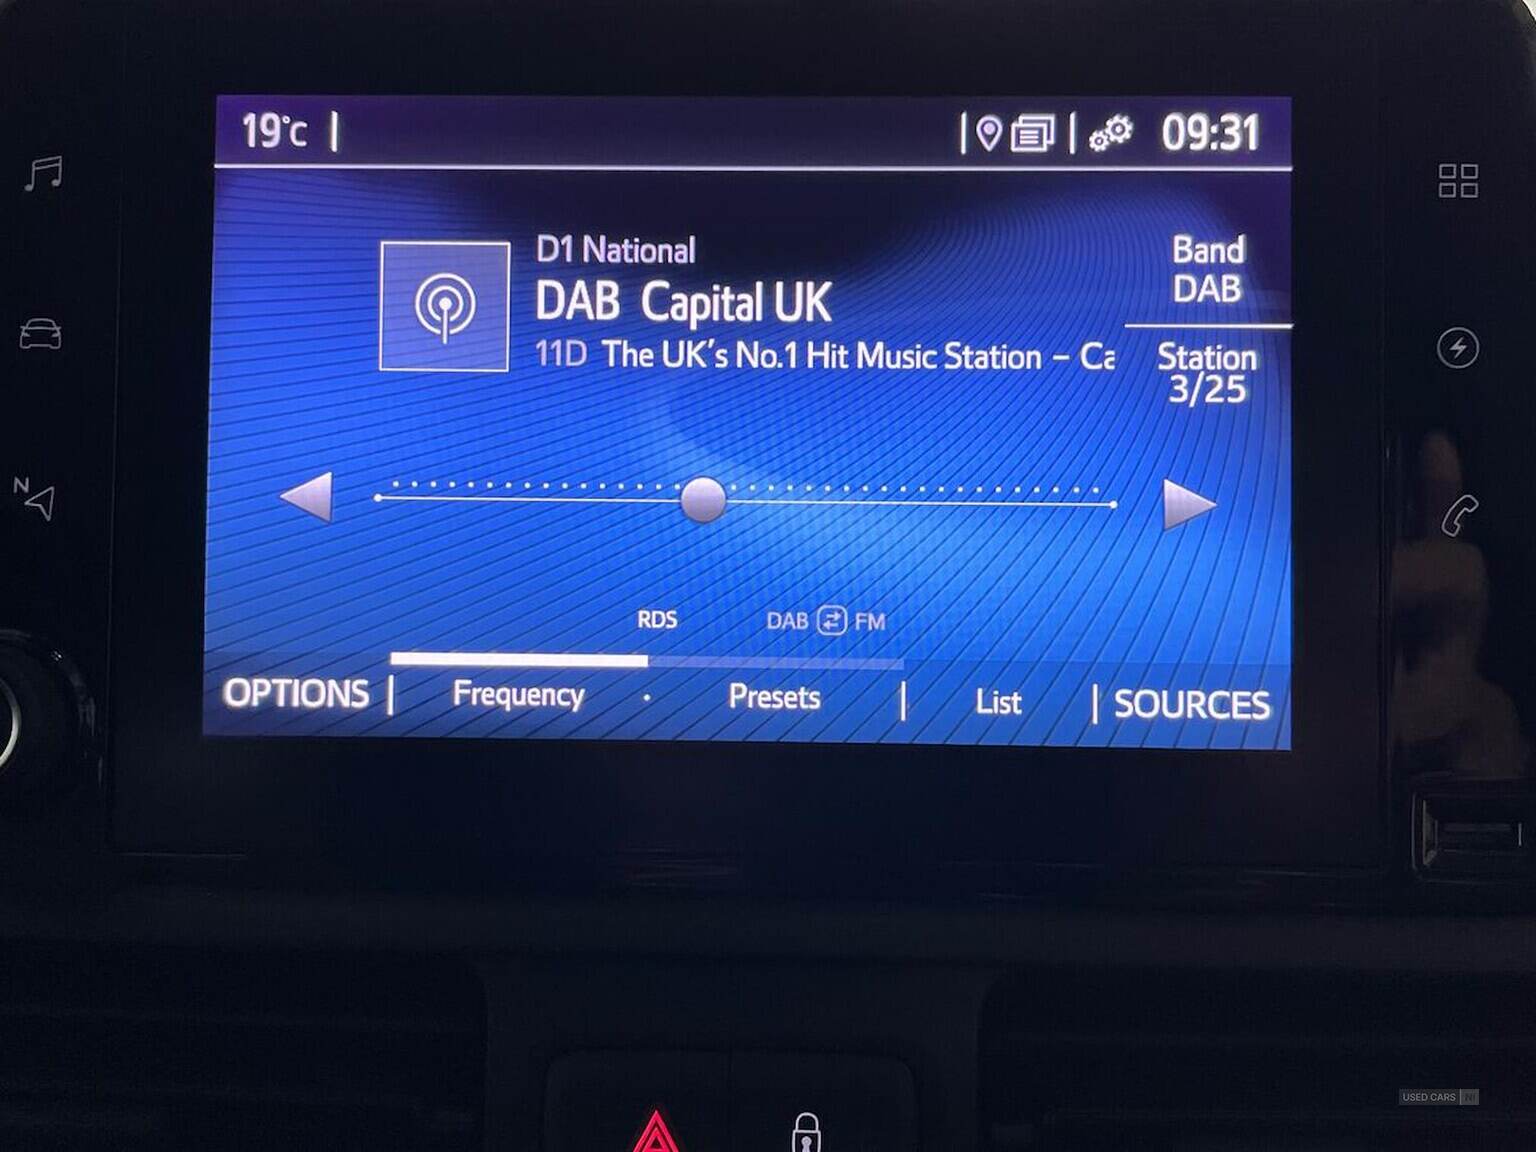 19°C
09:31
D1 National
DAB Capital UK
11D The UK's No.1 Hit Music Station – Ca
Band
DAB
Station
3/25
N
RDS
DAB FM
OPTIONS
Frequency
Presets
List
SOURCES
USED CARS NI